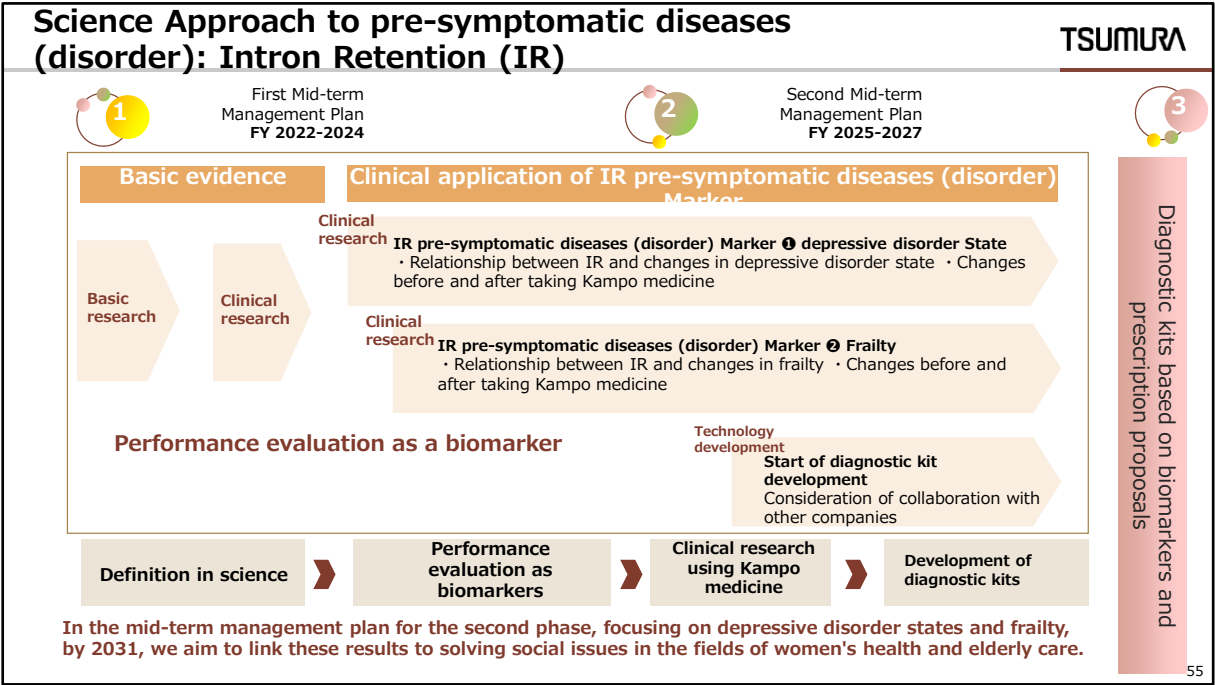 Science Approach to pre-symptomatic diseases
(disorder): Intron Retention (IR)
TSUMURA
1
First Mid-term
Management Plan
FY 2022-2024
2
Second Mid-term
Management Plan
FY 2025-2027
3
Basic evidence
Clinical application of IR pre-symptomatic diseases (disorder)
Marker
Basic
research
Clinical
research
Clinical
research
IR pre-symptomatic diseases (disorder) Marker ❶ depressive disorder State
・Relationship between IR and changes in depressive disorder state ・Changes
before and after taking Kampo medicine
Clinical
research
IR pre-symptomatic diseases (disorder) Marker ❷ Frailty
・Relationship between IR and changes in frailty ・Changes before and
after taking Kampo medicine
Performance evaluation as a biomarker
Technology
development
Start of diagnostic kit
development
Consideration of collaboration with
other companies
Diagnostic kits based on biomarkers and
prescription proposals
Definition in science
Performance
evaluation as
biomarkers
Clinical research
using Kampo
medicine
Development of
diagnostic kits
In the mid-term management plan for the second phase, focusing on depressive disorder states and frailty,
by 2031, we aim to link these results to solving social issues in the fields of women's health and elderly care.
55